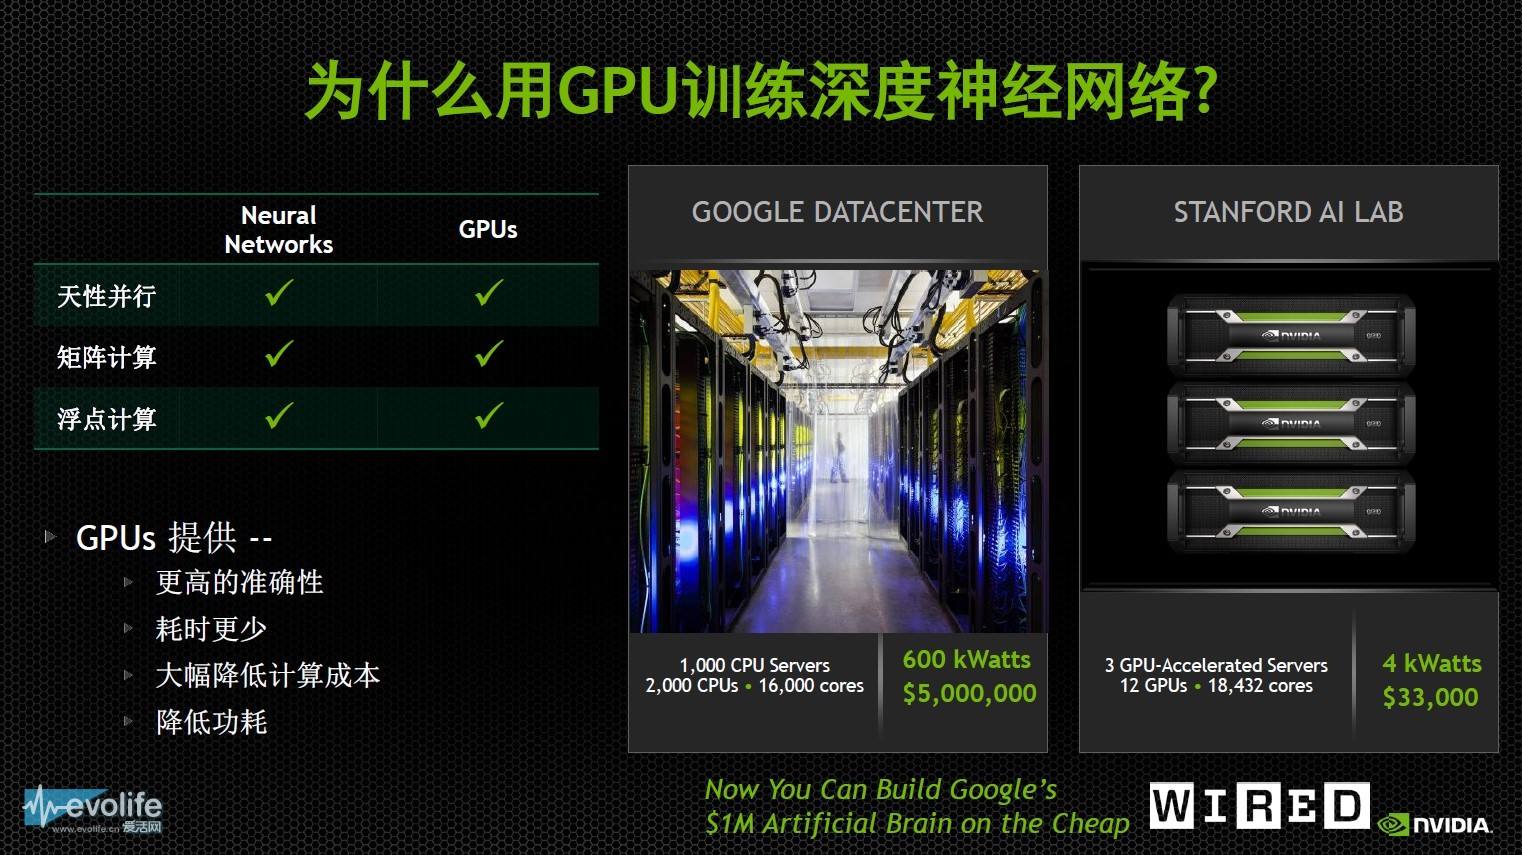 为什么用GPU训练深度神经网络?
Neural
Networks
GPUs
天性并行
矩阵计算
浮点计算
GPUs 提供 --
更高的准确性
耗时更少
大幅降低计算成本
降低功耗
GOOGLE DATACENTER
1,000 CPU Servers
2,000 CPUs • 16,000 cores
600 kWatts
$5,000,000
STANFORD AI LAB
NVIDIA
NVIDIA
NVIDIA
3 GPU-Accelerated Servers
12 GPUs • 18,432 cores
4 kWatts
$33,000
Now You Can Build Google’s
$1M Artificial Brain on the Cheap
WIRED
NVIDIA.
evolife
www.evolife.cn 爱活网